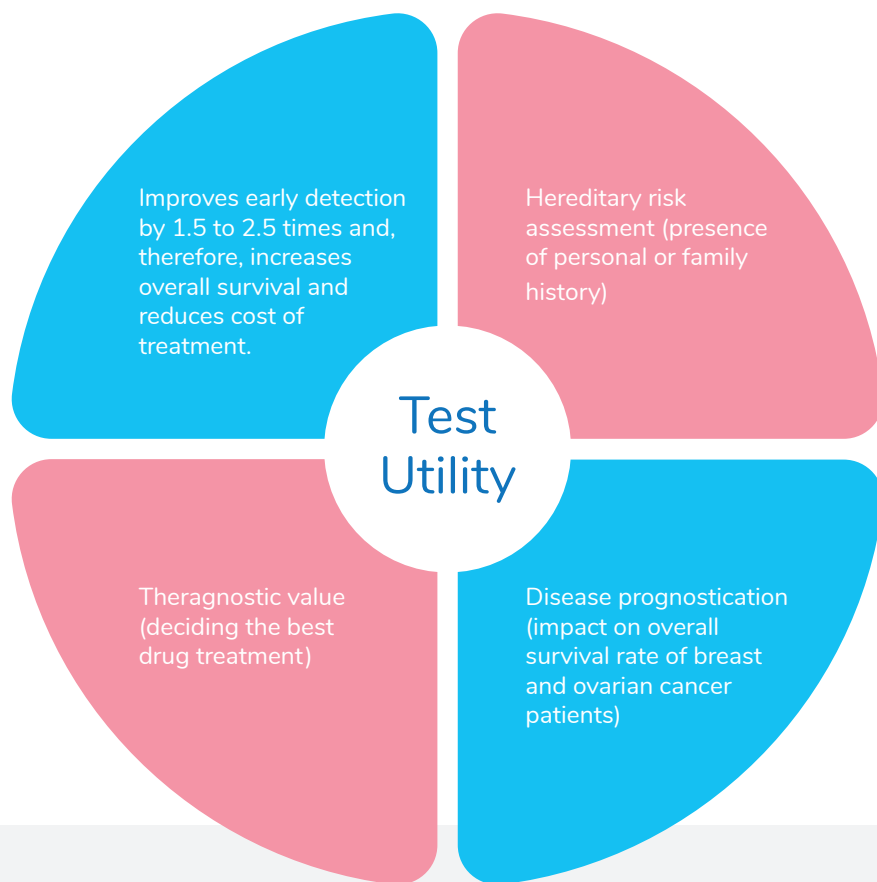 Improves early detection
by 1.5 to 2.5 times and,
therefore, increases
overall survival and
reduces cost of
treatment.
Hereditary risk
assessment (presence
of personal or family
history)
Test
Utility
Theragnostic value
(deciding the best
drug treatment)
Disease prognostication
(impact on overall
survival rate of breast
and ovarian cancer
patients)